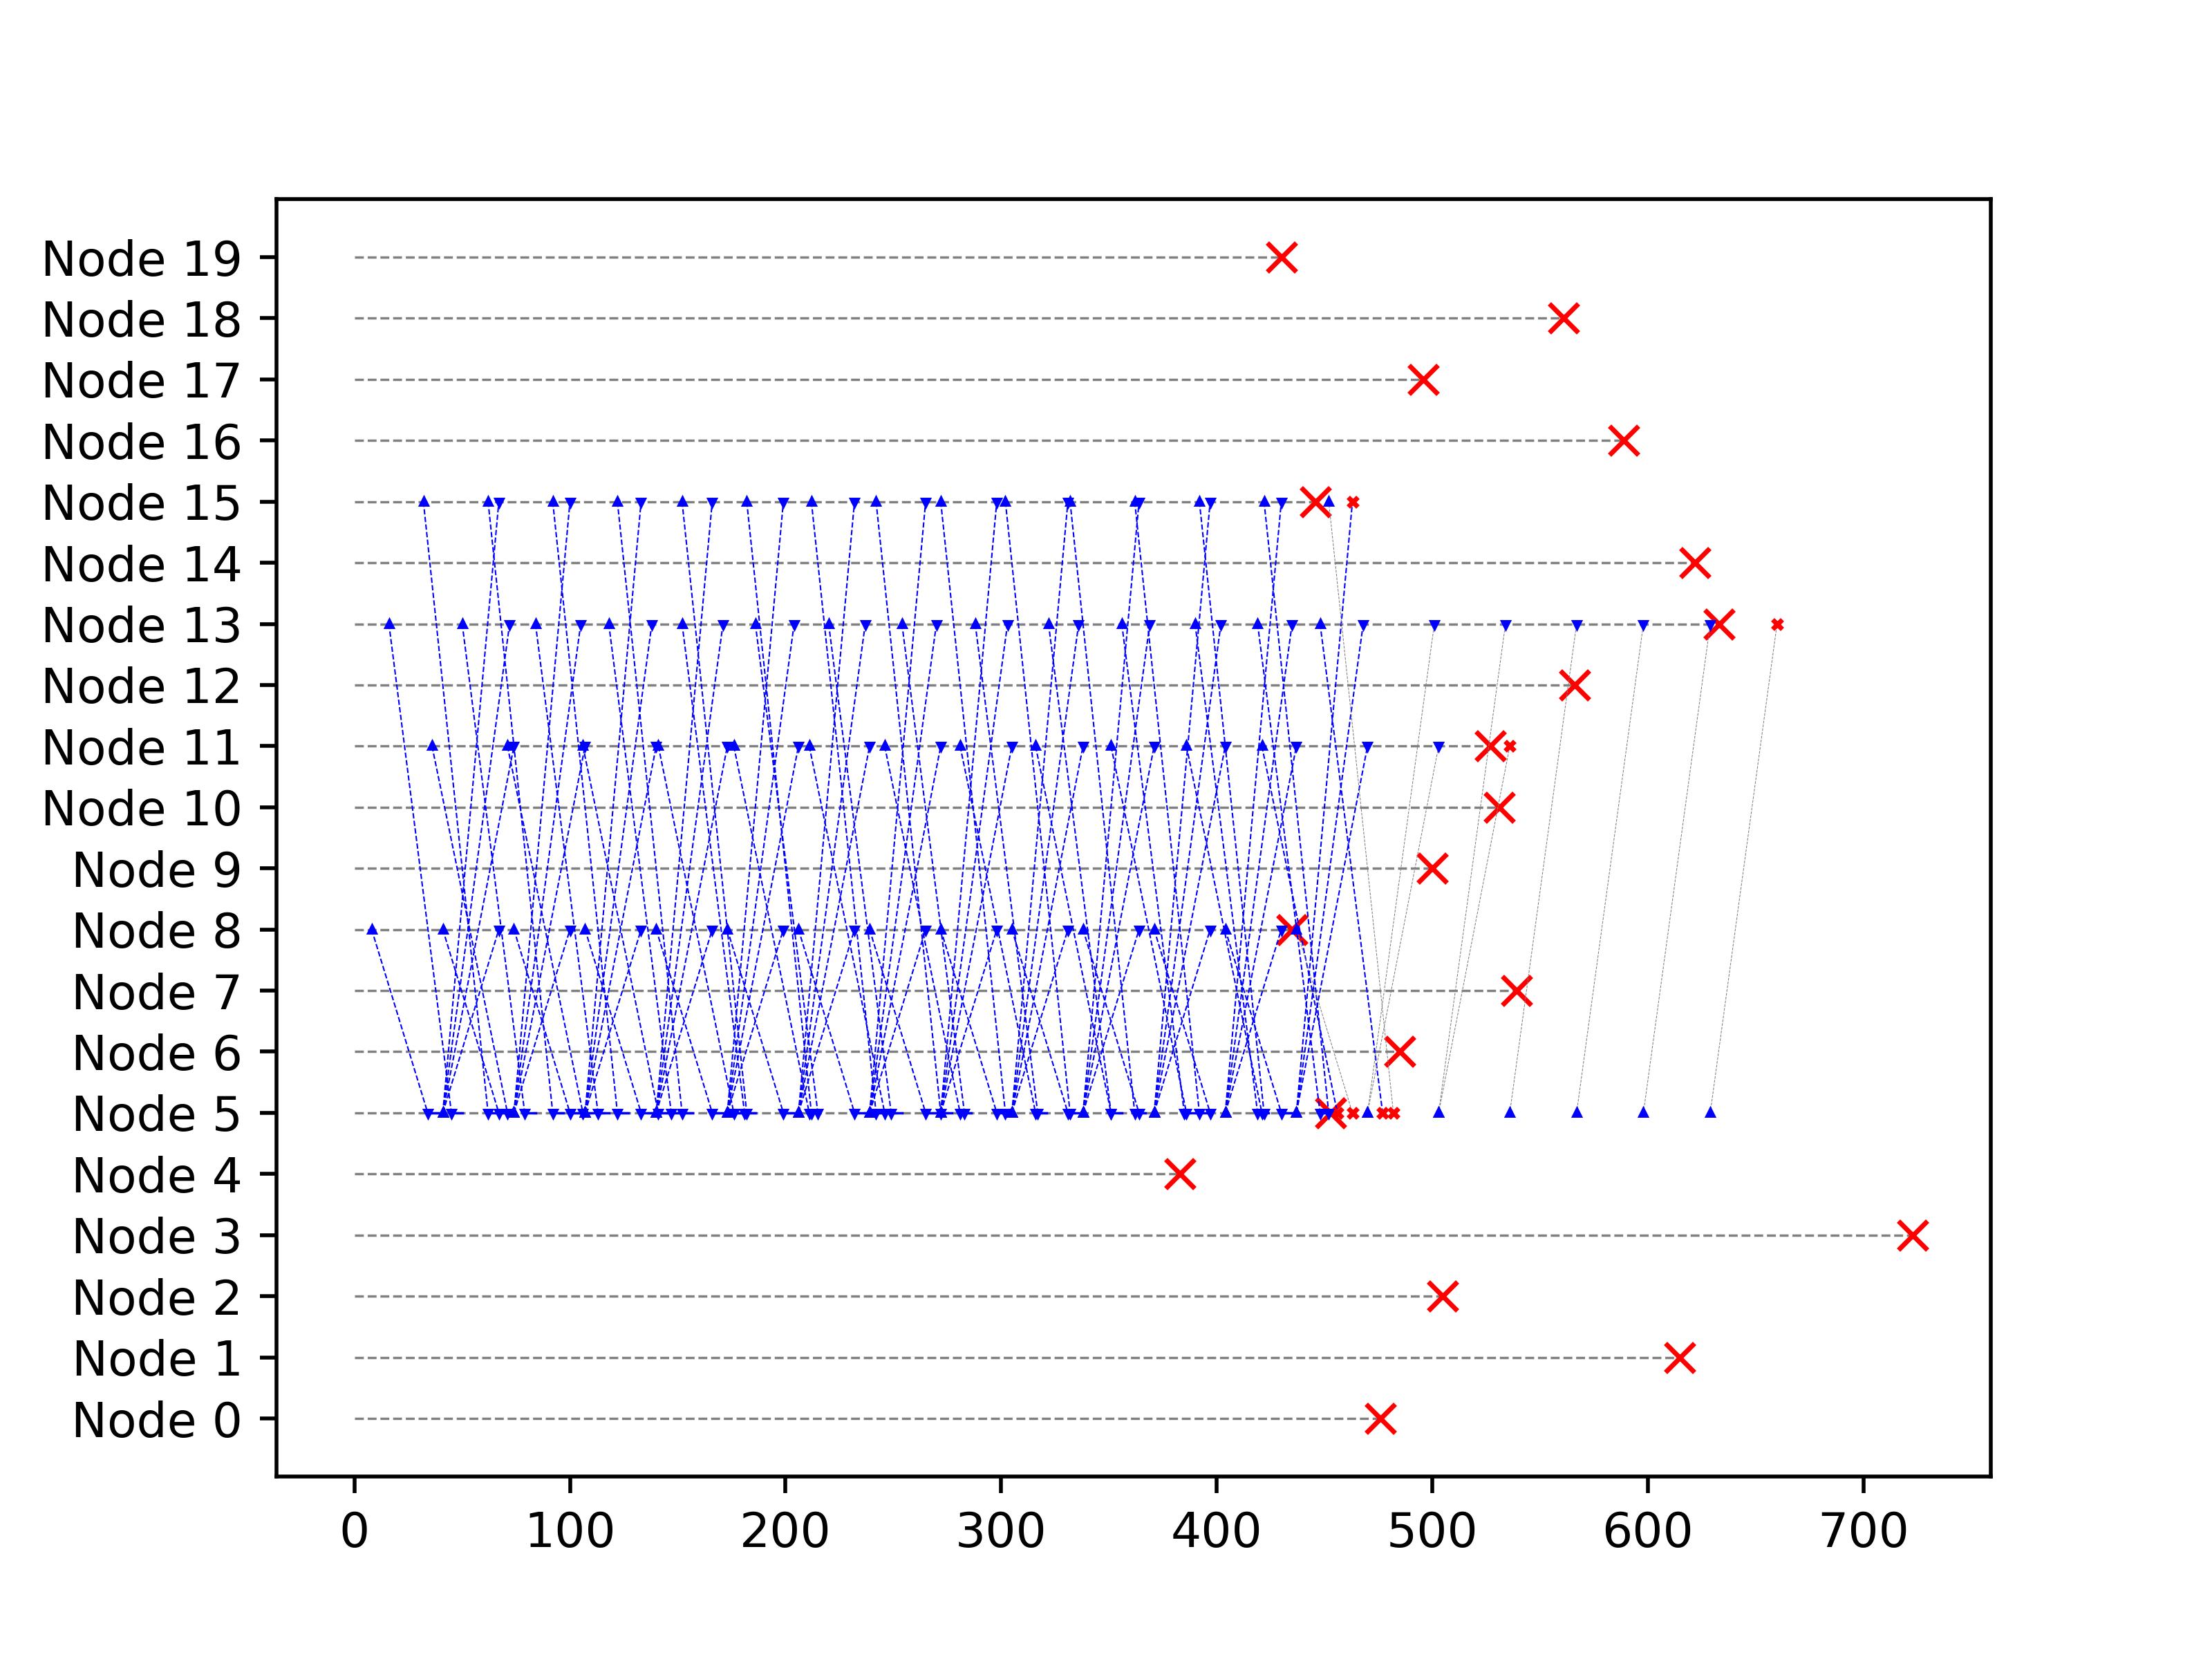 Node 19
Node 18
Node 17
Node 16
Node 15
Node 14
Node 13
Node 12
Node 11
Node 10
Node 9
Node 8
Node 7
Node 6
Node 5
Node 4
Node 3
Node 2
Node 1
Node 0
0 100 200 300 400 500 600 700